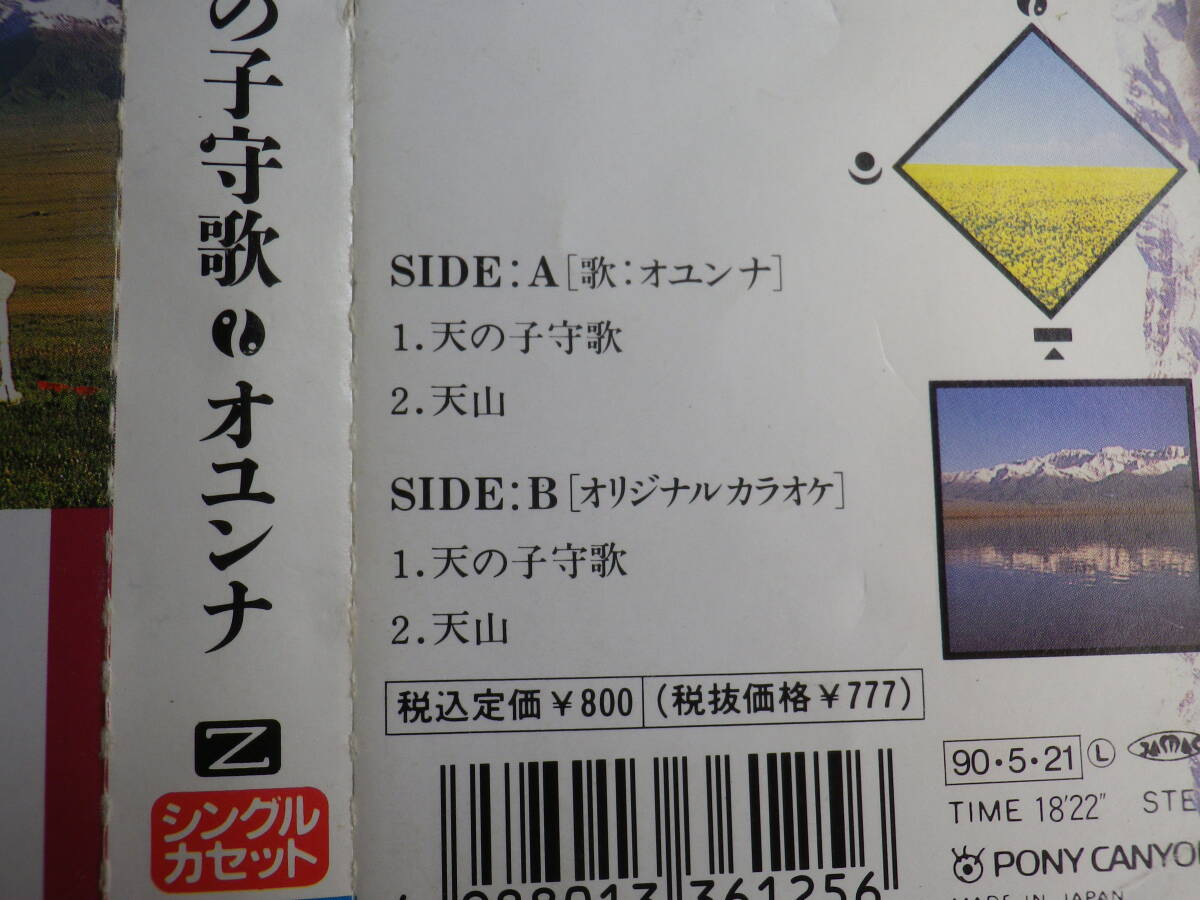 の子守歌 オユンナ
Z
シングル
カセット
SIDE:A[歌:オユンナ]
1.天の子守歌
2.天山
SIDE:B[オリジナルカラオケ]
1.天の子守歌
2.天山
税込定価￥800 (税抜価格￥777)
90・5・21 Ⓛ
TIME 18'22"
PONY CANYO
MADE IN JAPAN
988013 361256